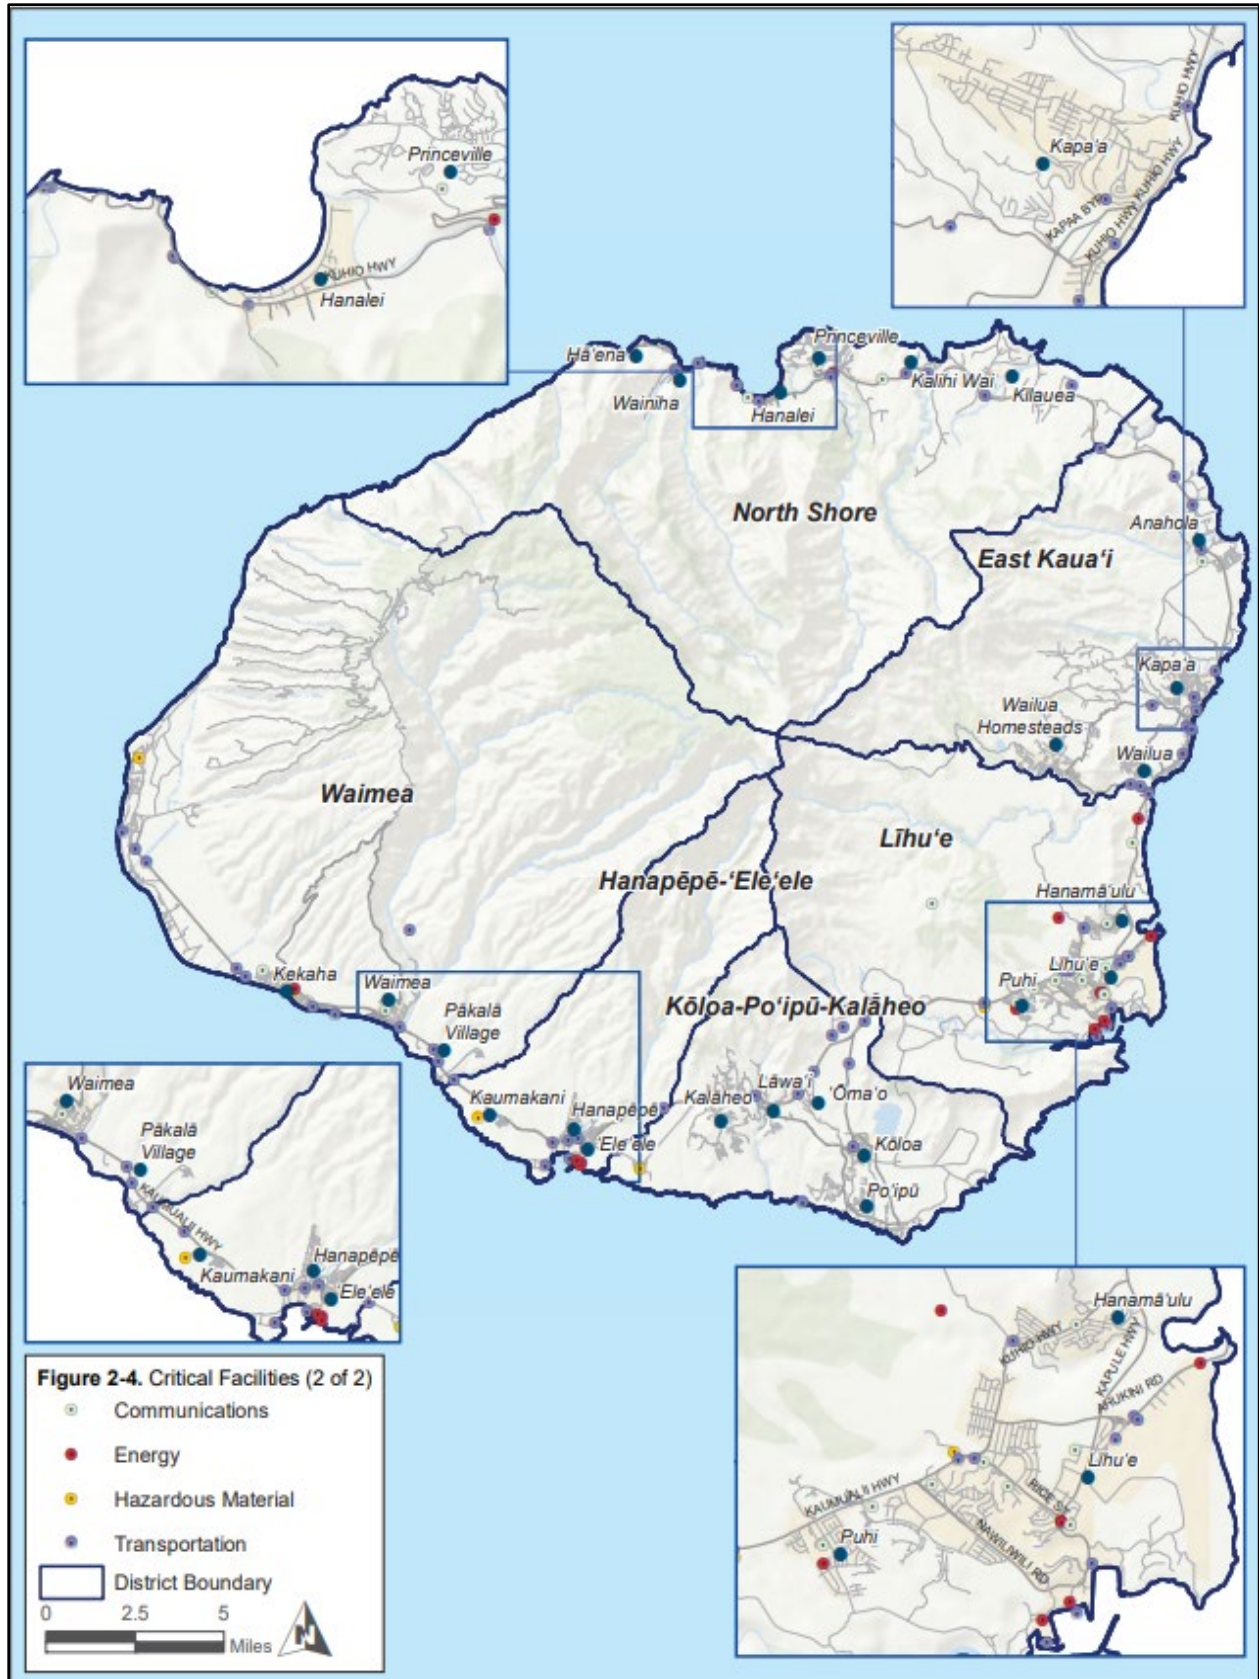 Princeville
KUHIO HWY
Hanalei
KUHIO HWY
Kapa'a
KAPAA BYP
KUHIO HWY
KUHIO HWY
Hā'ena
Princeville
Wainiha
Hanalei
Kalihi Wai
Kilauea
North Shore
Anahola
East Kaua'i
Kapa'a
Wailua
Homesteads
Wailua
Waimea
Līhu'e
Hanapēpē-'Ele'ele
Hanamā'ulu
Kekaha
Waimea
Pākalā
Village
Kōloa-Po'ipū-Kalāheo
Līhu'e
Puhi
Kaumakani
Hanapēpē
'Ele'ele
Kalāheo
Lāwa'i
'Ōma'o
Kōloa
Po'ipū
Waimea
Pākalā
Village
KAUMUALII HWY
Kaumakani
Hanapēpē
'Ele'ele
Hanamā'ulu
KUHIO HWY
KAPULE HWY
AHUKINI RD
Līhu'e
KAUMUALII HWY
RICE ST
Puhi
NAWILIWILI RD
Figure 2-4. Critical Facilities (2 of 2)
Communications
Energy
Hazardous Material
Transportation
District Boundary
0 2.5 5
Miles
N